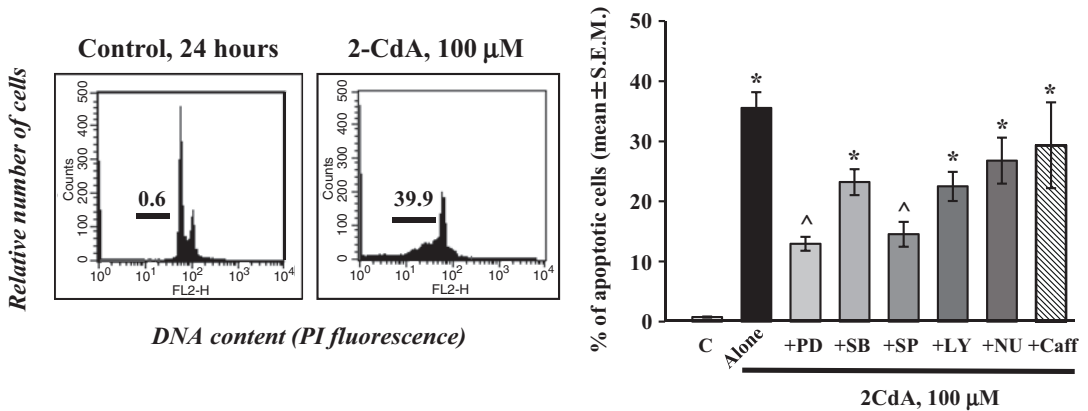 Control, 24 hours
2-CdA, 100 μM
Relative number of cells
Counts
500
400
300
200
100
0
0.6
10⁰ 10¹ 10² 10³ 10⁴
FL2-H
Counts
500
400
300
200
100
0
39.9
10⁰ 10¹ 10² 10³ 10⁴
FL2-H
DNA content (PI fluorescence)
% of apoptotic cells (mean ± S.E.M.)
50
40
30
20
10
0
*
^
*
^
*
*
*
C Alone +PD +SB +SP +LY +NU +Caff
2CdA, 100 μM